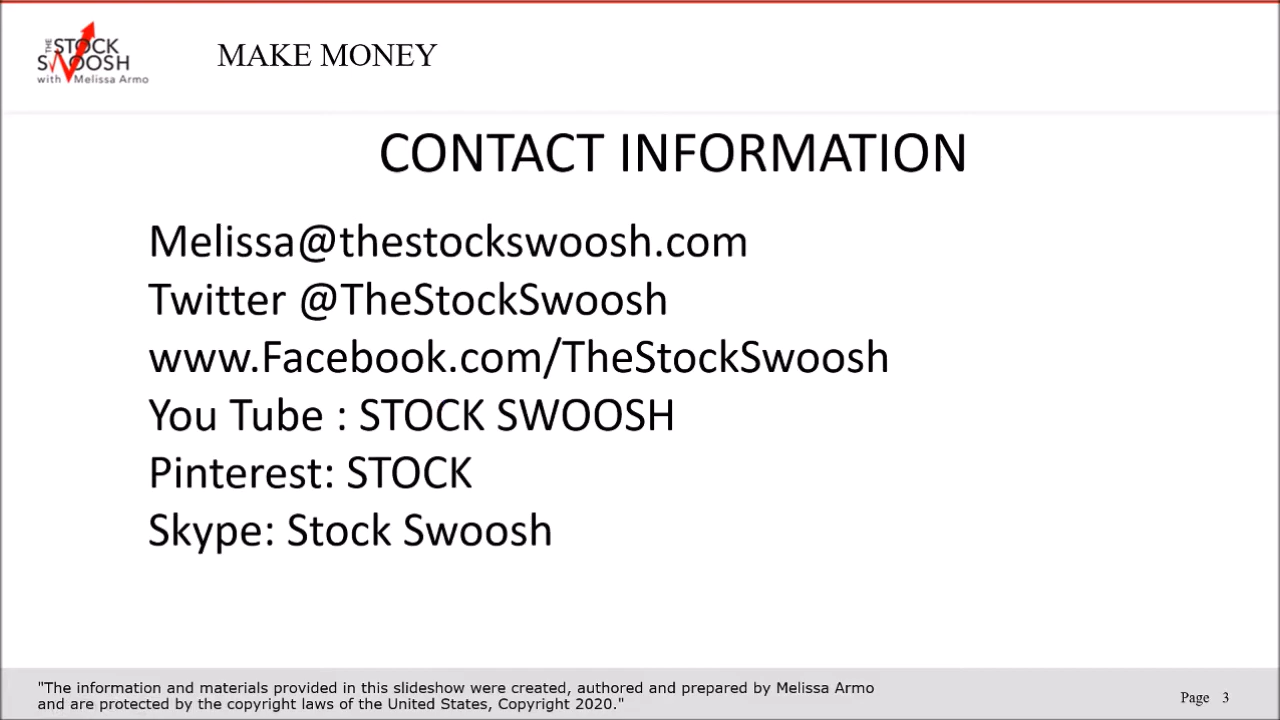 THE
STOCK
SWOOSH
with Melissa Armo
MAKE MONEY
CONTACT INFORMATION
Melissa@thestockswoosh.com
Twitter @TheStockSwoosh
www.Facebook.com/TheStockSwoosh
You Tube : STOCK SWOOSH
Pinterest: STOCK
Skype: Stock Swoosh
"The information and materials provided in this slideshow were created, authored and prepared by Melissa Armo
and are protected by the copyright laws of the United States, Copyright 2020."
Page 3